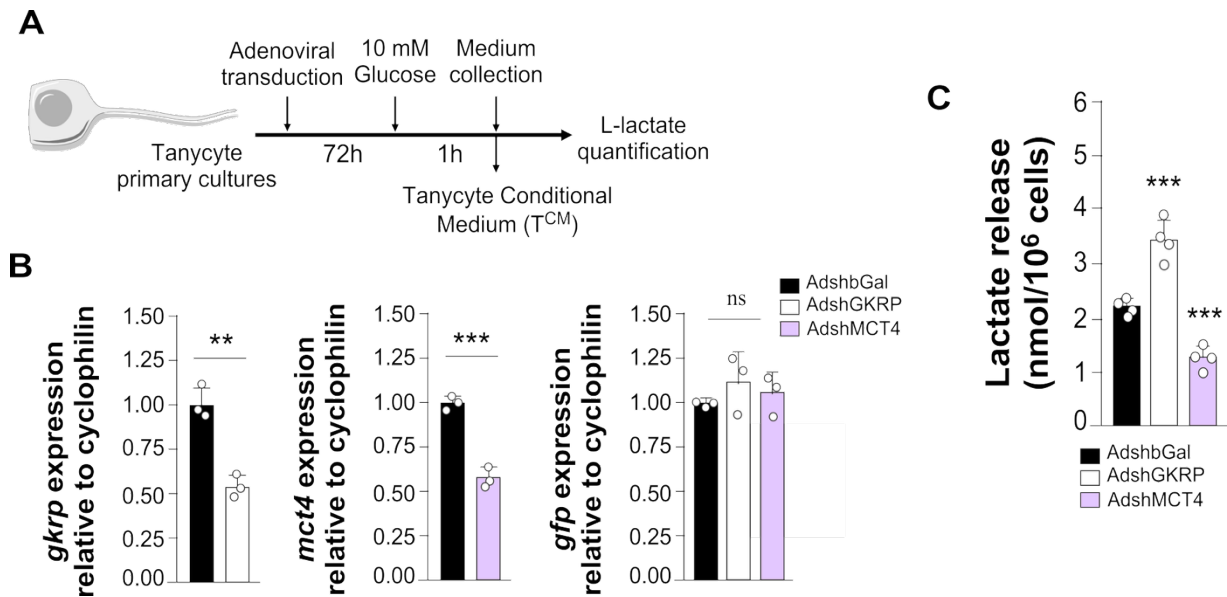 A
Adenoviral
transduction
10 mM
Glucose
Medium
collection
Tanycyte
primary cultures
72h
1h
L-lactate
quantification
Tanycyte Conditional
Medium (T^CM)
B
gkrp expression
relative to cyclophilin
1.50
1.25
1.00
0.75
0.50
0.25
0.00
**
mct4 expression
relative to cyclophilin
1.50
1.25
1.00
0.75
0.50
0.25
0.00
***
gfp expression
relative to cyclophilin
1.50
1.25
1.00
0.75
0.50
0.25
0.00
ns
AdshbGal
AdshGKRP
AdshMCT4
C
Lactate release
(nmol/10^6 cells)
6
5
4
3
2
1
0
***
***
AdshbGal
AdshGKRP
AdshMCT4